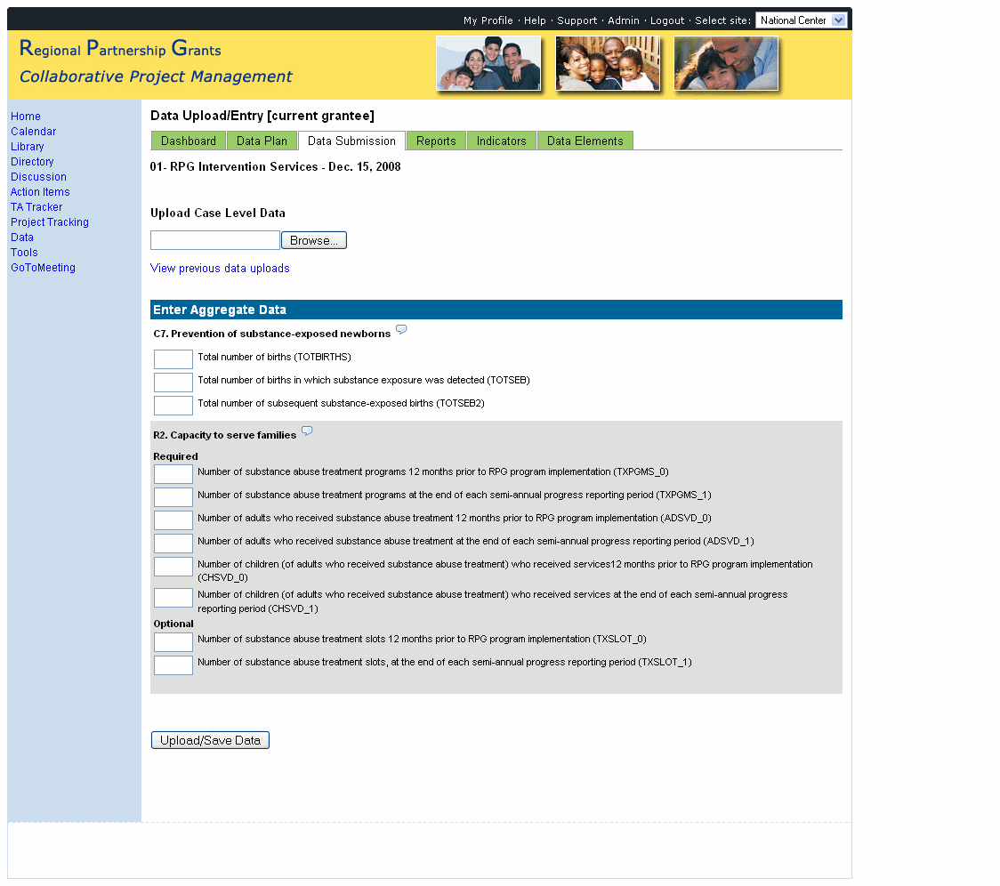 My Profile · Help · Support · Admin · Logout · Select site: National Center
Regional Partnership Grants
Collaborative Project Management
Home
Calendar
Library
Directory
Discussion
Action Items
TA Tracker
Project Tracking
Data
Tools
GoToMeeting
Data Upload/Entry [current grantee]
Dashboard Data Plan Data Submission Reports Indicators Data Elements
01- RPG Intervention Services - Dec. 15, 2008
Upload Case Level Data
Browse...
View previous data uploads
Enter Aggregate Data
C7. Prevention of substance-exposed newborns
Total number of births (TOTBIRTHS)
Total number of births in which substance exposure was detected (TOTSEB)
Total number of subsequent substance-exposed births (TOTSEB2)
R2. Capacity to serve families
Required
Number of substance abuse treatment programs 12 months prior to RPG program implementation (TXPGMS_0)
Number of substance abuse treatment programs at the end of each semi-annual progress reporting period (TXPGMS_1)
Number of adults who received substance abuse treatment 12 months prior to RPG program implementation (ADSVD_0)
Number of adults who received substance abuse treatment at the end of each semi-annual progress reporting period (ADSVD_1)
Number of children (of adults who received substance abuse treatment) who received services12 months prior to RPG program implementation
(CHSVD_0)
Number of children (of adults who received substance abuse treatment) who received services at the end of each semi-annual progress
reporting period (CHSVD_1)
Optional
Number of substance abuse treatment slots 12 months prior to RPG program implementation (TXSLOT_0)
Number of substance abuse treatment slots, at the end of each semi-annual progress reporting period (TXSLOT_1)
Upload/Save Data